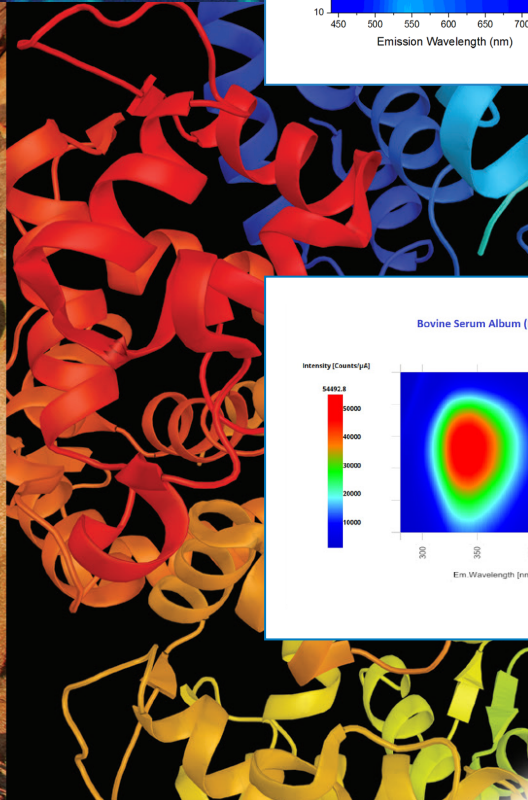 10
450 500 550 600 650 700
Emission Wavelength (nm)
Bovine Serum Album (
Intensity [Counts/µA]
54492.8
50000
40000
30000
20000
10000
300 350
Em.Wavelength [nm